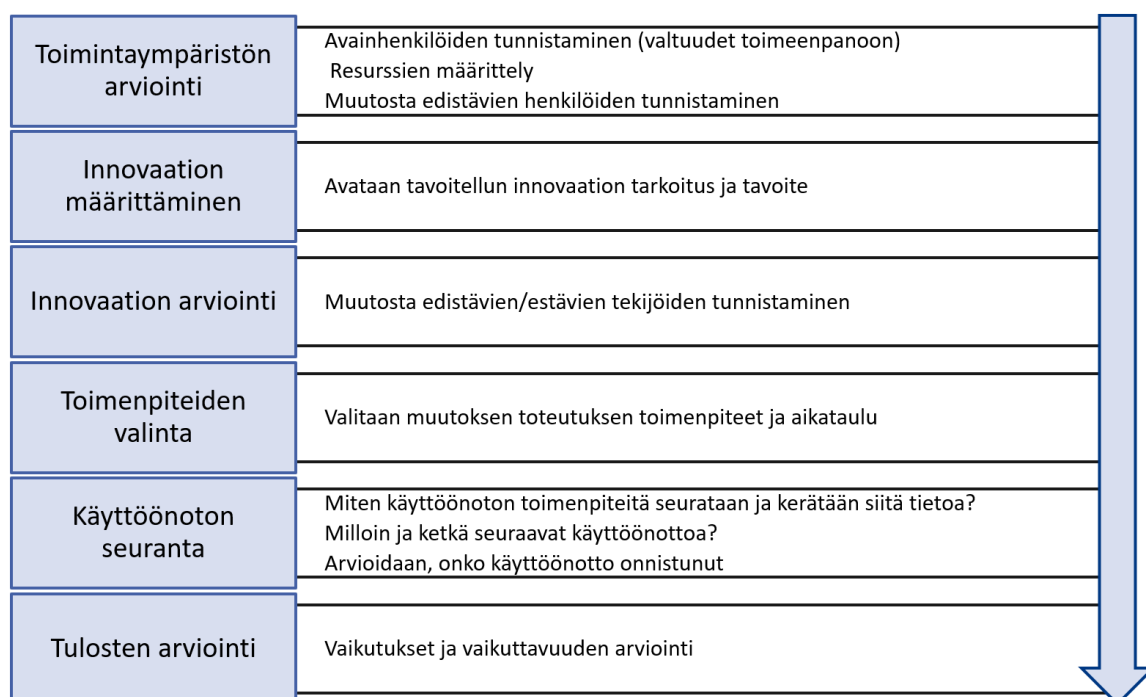 Toimintaympäristön
arviointi
Avainhenkilöiden tunnistaminen (valtuudet toimeenpanoon)
Resurssien määrittely
Muutosta edistävien henkilöiden tunnistaminen
Innovaation
määrittäminen
Avataan tavoitellun innovaation tarkoitus ja tavoite
Innovaation arviointi
Muutosta edistävien/estävien tekijöiden tunnistaminen
Toimenpiteiden
valinta
Valitaan muutoksen toteutuksen toimenpiteet ja aikataulu
Käyttöönoton
seuranta
Miten käyttöönoton toimenpiteitä seurataan ja kerätään siitä tietoa?
Milloin ja ketkä seuraavat käyttöönottoa?
Arvioidaan, onko käyttöönotto onnistunut
Tulosten arviointi
Vaikutukset ja vaikuttavuuden arviointi